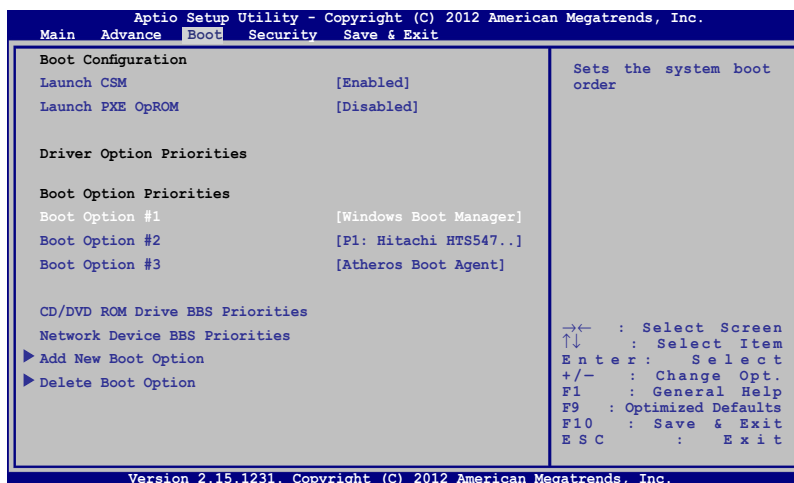 Aptio Setup Utility - Copyright (C) 2012 American Megatrends, Inc.
Main Advance Boot Security Save & Exit
Boot Configuration
Launch CSM [Enabled]
Launch PXE OpROM [Disabled]
Driver Option Priorities
Boot Option Priorities
Boot Option #1 [Windows Boot Manager]
Boot Option #2 [P1: Hitachi HTS547..]
Boot Option #3 [Atheros Boot Agent]
CD/DVD ROM Drive BBS Priorities
Network Device BBS Priorities
Add New Boot Option
Delete Boot Option
Sets the system boot
order
→← : Select Screen
↑↓ : Select Item
Enter: Select
+/— : Change Opt.
F1 : General Help
F9 : Optimized Defaults
F10 : Save & Exit
ESC : Exit
Version 2.15.1231. Copyright (C) 2012 American Megatrends, Inc.